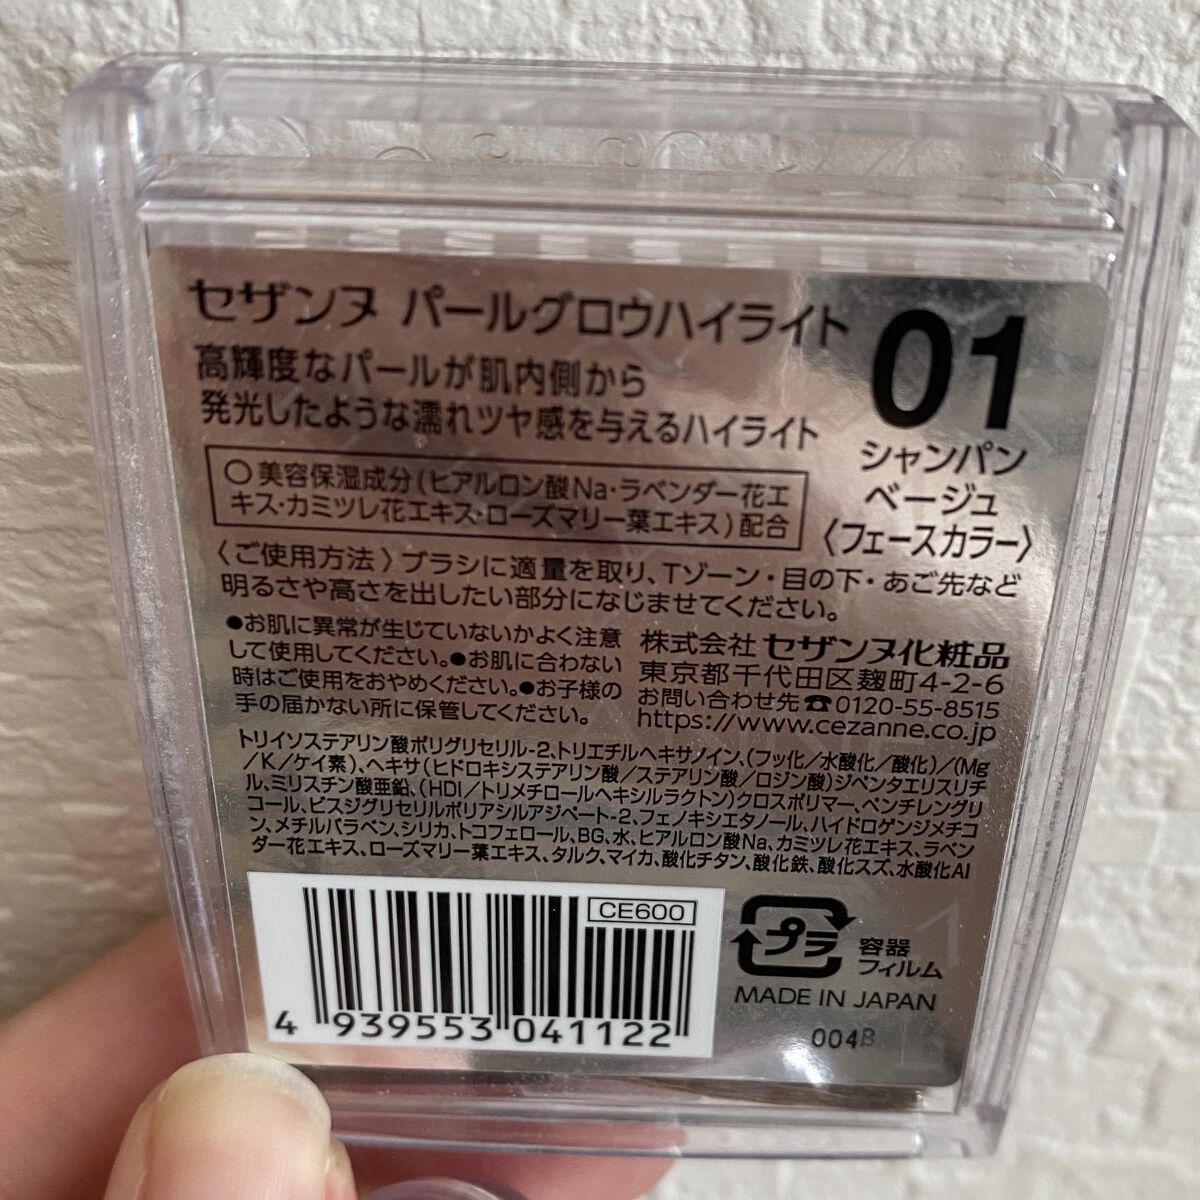 セザンヌ パールグロウハイライト
01
シャンパン
ベージュ
〈フェースカラー〉
高輝度なパールが肌内側から
発光したような濡れツヤ感を与えるハイライト
○美容保湿成分(ヒアルロン酸Na・ラベンダー花エ
キス・カミツレ花エキス・ローズマリー葉エキス)配合
〈ご使用方法〉ブラシに適量を取り、Tゾーン・目の下・あご先など
明るさや高さを出したい部分になじませてください。
●お肌に異常が生じていないかよく注意
して使用してください。●お肌に合わない
時はご使用をおやめください。●お子様の
手の届かない所に保管してください。
株式会社 セザンヌ化粧品
東京都千代田区麹町4-2-6
お問い合わせ先☎0120-55-8515
https://www.cezanne.co.jp
トリイソステアリン酸ポリグリセリル-2、トリエチルヘキサノイン、(フッ化/水酸化/酸化)/(Mg
/K/ケイ素)、ヘキサ(ヒドロキシステアリン酸/ステアリン酸/ロジン酸)ジペンタエリスリチ
ル、ミリスチン酸亜鉛、(HDI/トリメチロールヘキシルラクトン)クロスポリマー、ペンチレングリ
コール、ビスジグリセリルポリアシルアジペート-2、フェノキシエタノール、ハイドロゲンジメチコ
ン、メチルパラベン、シリカ、トコフェロール、BG、水、ヒアルロン酸Na、カミツレ花エキス、ラベン
ダー花エキス、ローズマリー葉エキス、タルク、マイカ、酸化チタン、酸化鉄、酸化スズ、水酸化Al
CE600
4 939553 041122
プラ
容器
フィルム
MADE IN JAPAN
004B